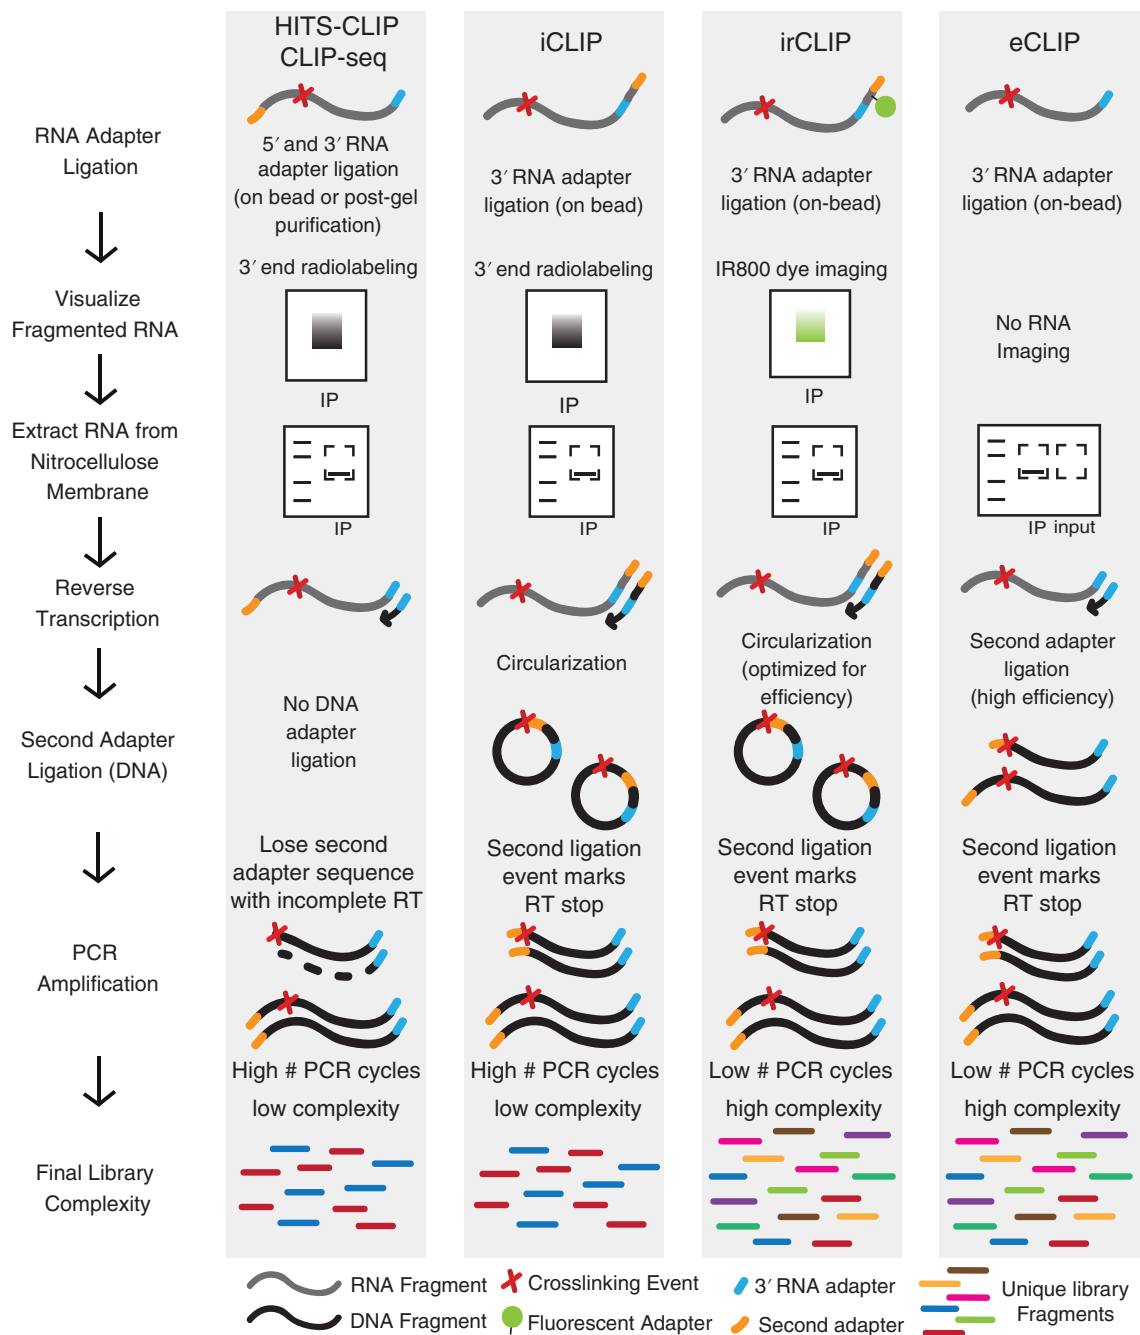 HITS-CLIP
CLIP-seq
iCLIP
irCLIP
eCLIP
RNA Adapter
Ligation
5′ and 3′ RNA
adapter ligation
(on bead or post-gel
purification)
3′ RNA adapter
ligation (on bead)
3′ RNA adapter
ligation (on-bead)
3′ RNA adapter
ligation (on-bead)
Visualize
Fragmented RNA
3′ end radiolabeling
IP
3′ end radiolabeling
IP
IR800 dye imaging
IP
No RNA
Imaging
Extract RNA from
Nitrocellulose
Membrane
IP
IP
IP
IP input
Reverse
Transcription
Second Adapter
Ligation (DNA)
No DNA
adapter
ligation
Circularization
Circularization
(optimized for
efficiency)
Second adapter
ligation
(high efficiency)
PCR
Amplification
Lose second
adapter sequence
with incomplete RT
Second ligation
event marks
RT stop
Second ligation
event marks
RT stop
Second ligation
event marks
RT stop
High # PCR cycles
High # PCR cycles
Low # PCR cycles
Low # PCR cycles
Final Library
Complexity
low complexity
low complexity
high complexity
high complexity
RNA Fragment
DNA Fragment
Crosslinking Event
Fluorescent Adapter
3′ RNA adapter
Second adapter
Unique library
Fragments